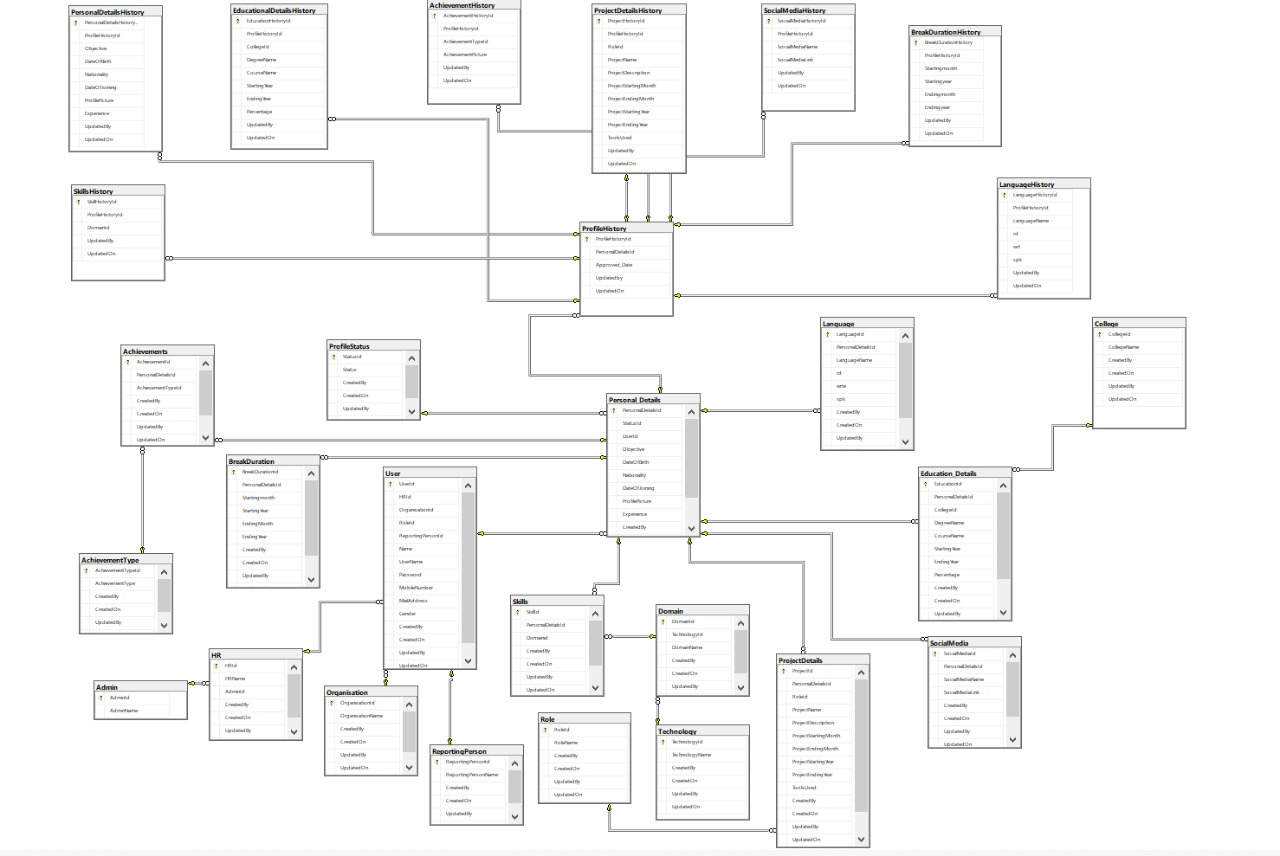 PersonalDetailsHistory
PersonalDetailsHistory...
ProfileHistoryId
Objective
DateOfBirth
Nationality
DateOfJoining
ProfilePicture
Experience
UpdatedBy
UpdatedOn
EducationalDetailsHistory
EducationHistoryId
ProfileHistoryId
CollegeId
DegreeName
CourseName
StartingYear
EndingYear
Percentage
UpdatedBy
UpdatedOn
AchievementHistory
AchievementHistoryId
ProfileHistoryId
AchievementTypeId
AchievementPicture
UpdatedBy
UpdatedOn
ProjectDetailsHistory
ProjectHistoryId
ProfileHistoryId
RoleId
ProjectName
ProjectDescription
ProjectStartingMonth
ProjectEndingMonth
ProjectStartingYear
ProjectEndingYear
ToolsUsed
UpdatedBy
UpdatedOn
SocialMediaHistory
SocialMediaHistoryId
ProfileHistoryId
SocialMediaName
SocialMediaLink
UpdatedBy
UpdatedOn
BreakDurationHistory
BreakDurationHistory
ProfileHistoryId
Startingmonth
Startingyear
Endingmonth
Endingyear
UpdatedBy
UpdatedOn
SkillsHistory
SkillHistoryId
ProfileHistoryId
DomainId
UpdatedBy
UpdatedOn
LanguageHistory
LanguageHistoryId
ProfileHistoryId
LanguageName
rd
wrt
spk
UpdatedBy
UpdatedOn
ProfileHistory
ProfileHistoryId
PersonalDetailsId
Approved_Date
Updatedby
UpdatedOn
Achievements
AchievementId
PersonalDetailsId
AchievementTypeId
CreatedBy
CreatedOn
UpdatedBy
UpdatedOn
ProfileStatus
StatusId
Status
CreatedBy
CreatedOn
UpdatedBy
Language
LanguageId
PersonalDetailsId
LanguageName
rd
write
spk
CreatedBy
CreatedOn
UpdatedBy
College
CollegeId
CollegeName
CreatedBy
CreatedOn
UpdatedBy
UpdatedOn
Personal_Details
PersonalDetailsId
StatusId
UserId
Objective
DateOfBirth
Nationality
DateOfJoining
ProfilePicture
Experience
CreatedBy
BreakDuration
BreakDurationId
PersonalDetailsId
Startingmonth
StartingYear
EndingMonth
EndingYear
CreatedBy
CreatedOn
UpdatedBy
User
UserId
HRId
OrganisationId
RoleId
ReportingPersonId
Name
UserName
Password
MobileNumber
MailAddress
Gender
CreatedBy
CreatedOn
UpdatedBy
UpdatedOn
Education_Details
EducationId
PersonalDetailsId
CollegeId
DegreeName
CourseName
StartingYear
EndingYear
Percentage
CreatedBy
CreatedOn
UpdatedBy
AchievementType
AchievementTypeId
AchievementType
CreatedBy
CreatedOn
UpdatedBy
Skills
SkillId
PersonalDetailsId
DomainId
CreatedBy
CreatedOn
UpdatedBy
UpdatedOn
Domain
DomainId
TechnologyId
DomainName
CreatedBy
CreatedOn
UpdatedBy
SocialMedia
SocialMediaId
PersonalDetailsId
SocialMediaName
SocialMediaLink
CreatedBy
CreatedOn
UpdatedBy
UpdatedOn
HR
HRId
HRName
AdminId
CreatedBy
CreatedOn
UpdatedBy
ProjectDetails
ProjectId
PersonalDetailsId
RoleId
ProjectName
ProjectDescription
ProjectStartingMonth
ProjectEndingMonth
ProjectStartingYear
ProjectEndingYear
ToolsUsed
CreatedBy
CreatedOn
UpdatedBy
UpdatedOn
Admin
AdminId
AdminName
Organisation
OrganisationId
OrganisationName
CreatedBy
CreatedOn
UpdatedBy
UpdatedOn
Role
RoleId
RoleName
CreatedBy
CreatedOn
UpdatedBy
UpdatedOn
Technology
TechnologyId
TechnologyName
CreatedBy
CreatedOn
UpdatedBy
UpdatedOn
ReportingPerson
ReportingPersonId
ReportingPersonName
CreatedBy
CreatedOn
UpdatedBy